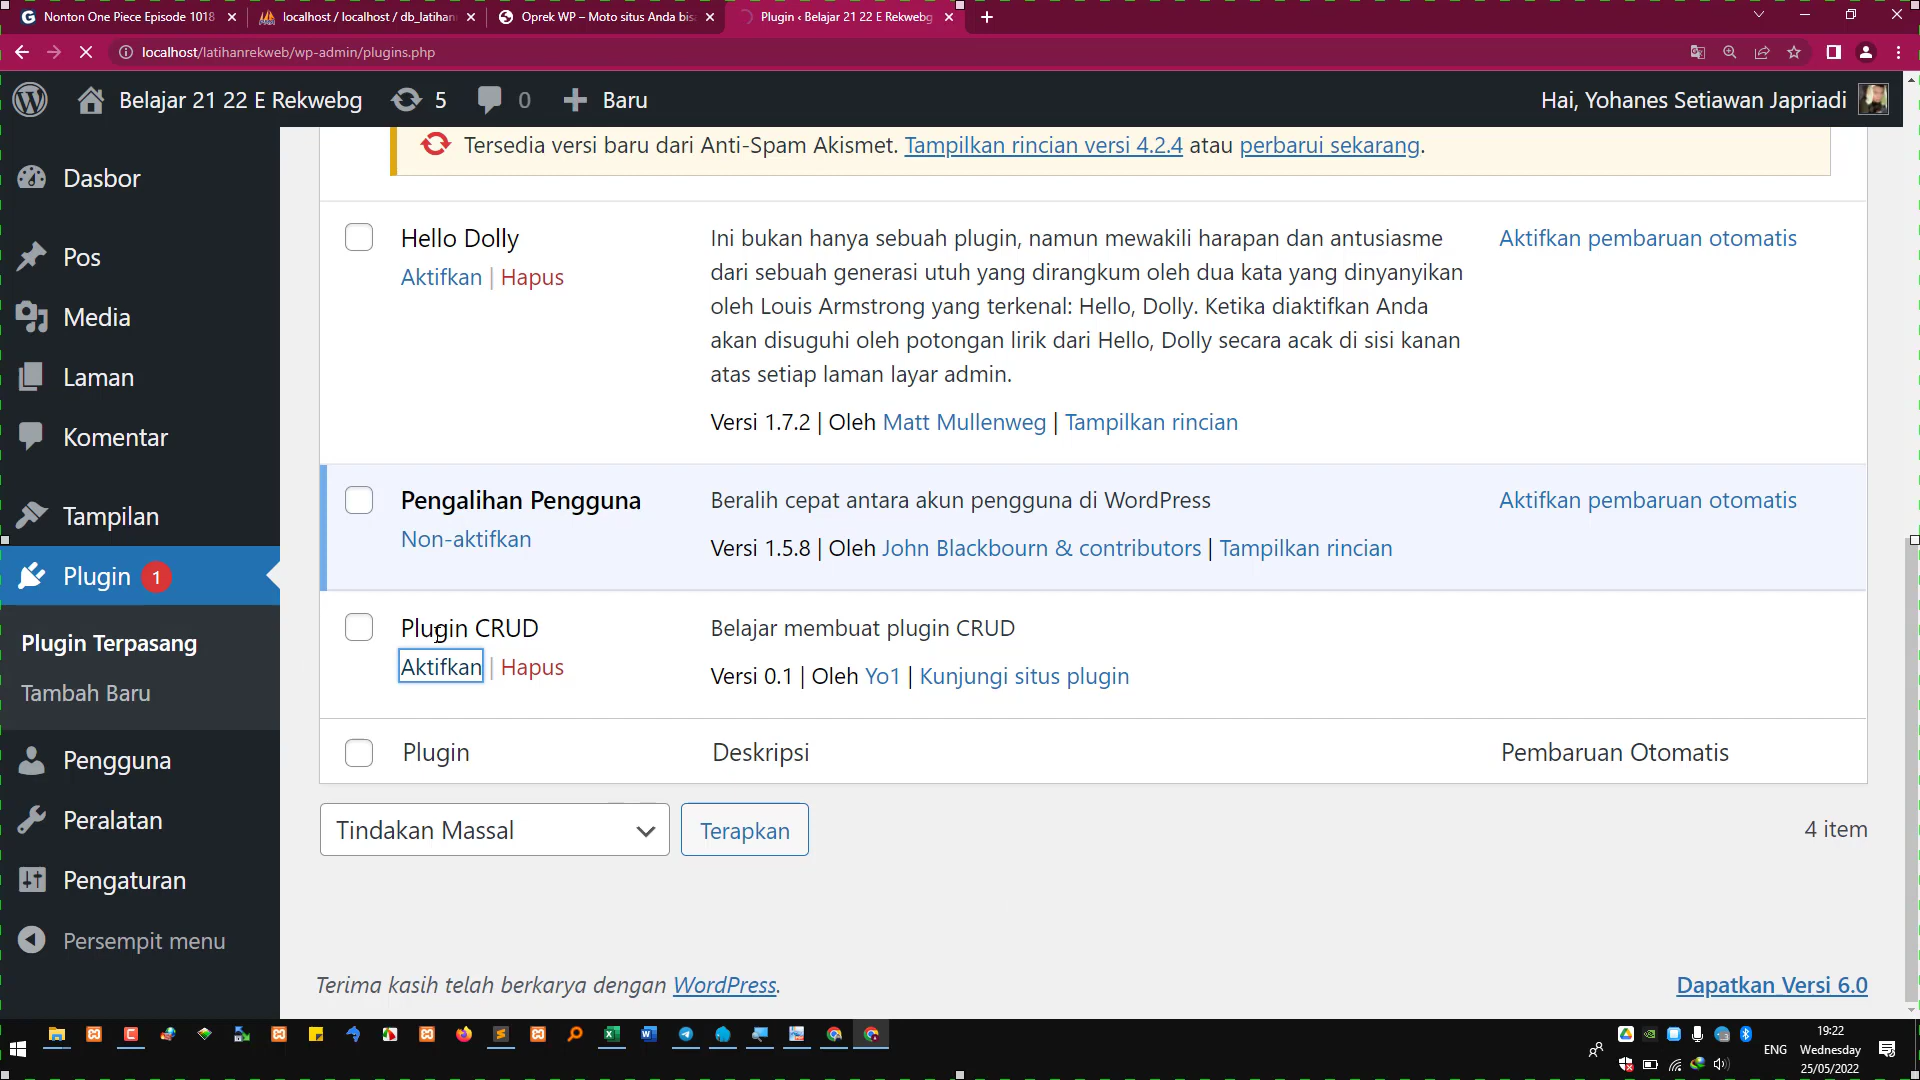 Nonton One Piece Episode 1018
localhost / localhost / db_latihan
Oprek WP – Moto situs Anda bis
Plugin ‹ Belajar 21 22 E Rekwebg
localhost/latihanrekweb/wp-admin/plugins.php
Belajar 21 22 E Rekwebg
5
0
Baru
Hai, Yohanes Setiawan Japriadi
Dasbor
Pos
Media
Laman
Komentar
Tampilan
Plugin 1
Plugin Terpasang
Tambah Baru
Pengguna
Peralatan
Pengaturan
Persempit menu
Tersedia versi baru dari Anti-Spam Akismet. Tampilkan rincian versi 4.2.4 atau perbarui sekarang.
Hello Dolly
Aktifkan | Hapus
Ini bukan hanya sebuah plugin, namun mewakili harapan dan antusiasme
dari sebuah generasi utuh yang dirangkum oleh dua kata yang dinyanyikan
oleh Louis Armstrong yang terkenal: Hello, Dolly. Ketika diaktifkan Anda
akan disuguhi oleh potongan lirik dari Hello, Dolly secara acak di sisi kanan
atas setiap laman layar admin.
Versi 1.7.2 | Oleh Matt Mullenweg | Tampilkan rincian
Aktifkan pembaruan otomatis
Pengalihan Pengguna
Non-aktifkan
Beralih cepat antara akun pengguna di WordPress
Versi 1.5.8 | Oleh John Blackbourn & contributors | Tampilkan rincian
Aktifkan pembaruan otomatis
Plugin CRUD
Aktifkan | Hapus
Belajar membuat plugin CRUD
Versi 0.1 | Oleh Yo1 | Kunjungi situs plugin
Plugin
Deskripsi
Pembaruan Otomatis
Tindakan Massal
Terapkan
4 item
Terima kasih telah berkarya dengan WordPress.
Dapatkan Versi 6.0
19:22
ENG
Wednesday
25/05/2022